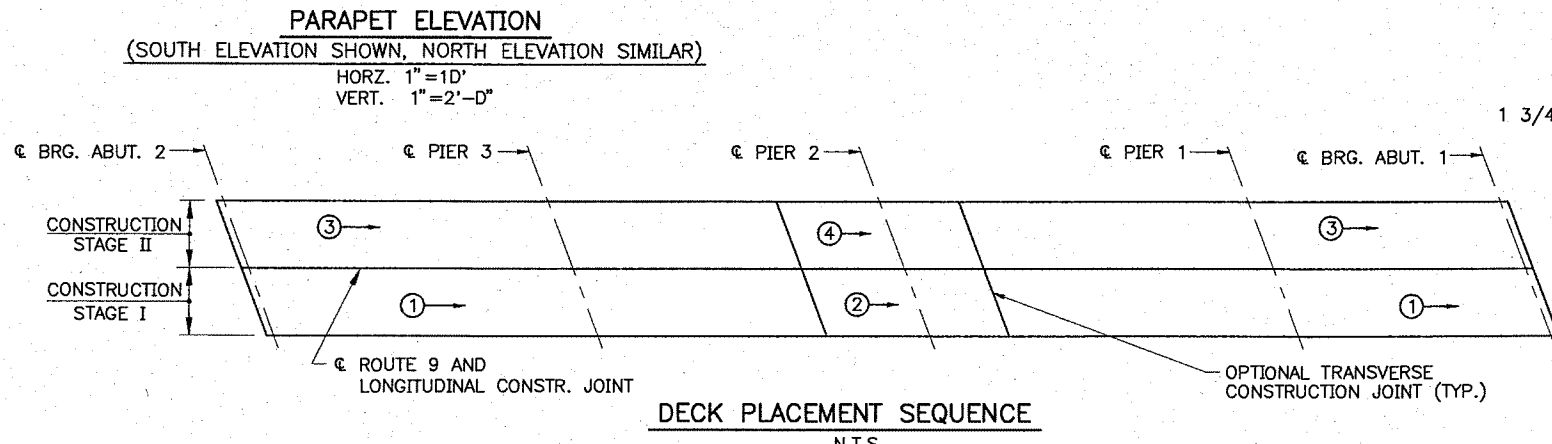 PARAPET ELEVATION
(SOUTH ELEVATION SHOWN, NORTH ELEVATION SIMILAR)
HORZ. 1"=1D'
VERT. 1"=2'-D"
1 3/4
℄ BRG. ABUT. 2
℄ PIER 3
℄ PIER 2
℄ PIER 1
℄ BRG. ABUT. 1
CONSTRUCTION
STAGE II
3
4
3
CONSTRUCTION
STAGE I
1
2
1
℄ ROUTE 9 AND
LONGITUDINAL CONSTR. JOINT
OPTIONAL TRANSVERSE
CONSTRUCTION JOINT (TYP.)
DECK PLACEMENT SEQUENCE
N.T.S.